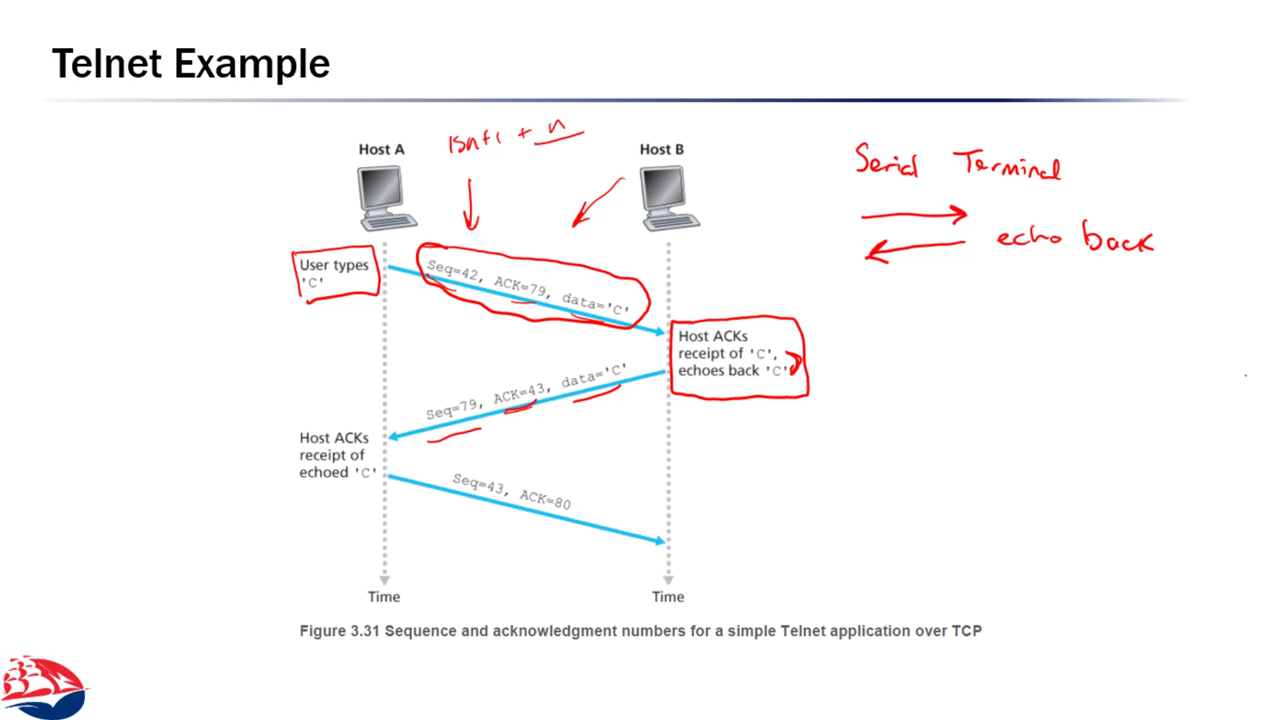 Telnet Example
Host A
isn+1 + n
Host B
Serial Terminal
echo back
User types
'C'
Seq=42, ACK=79, data='C'
Host ACKs
receipt of 'C',
echoes back 'C'
Seq=79, ACK=43, data='C'
Host ACKs
receipt of
echoed 'C'
Seq=43, ACK=80
Time
Time
Figure 3.31 Sequence and acknowledgment numbers for a simple Telnet application over TCP